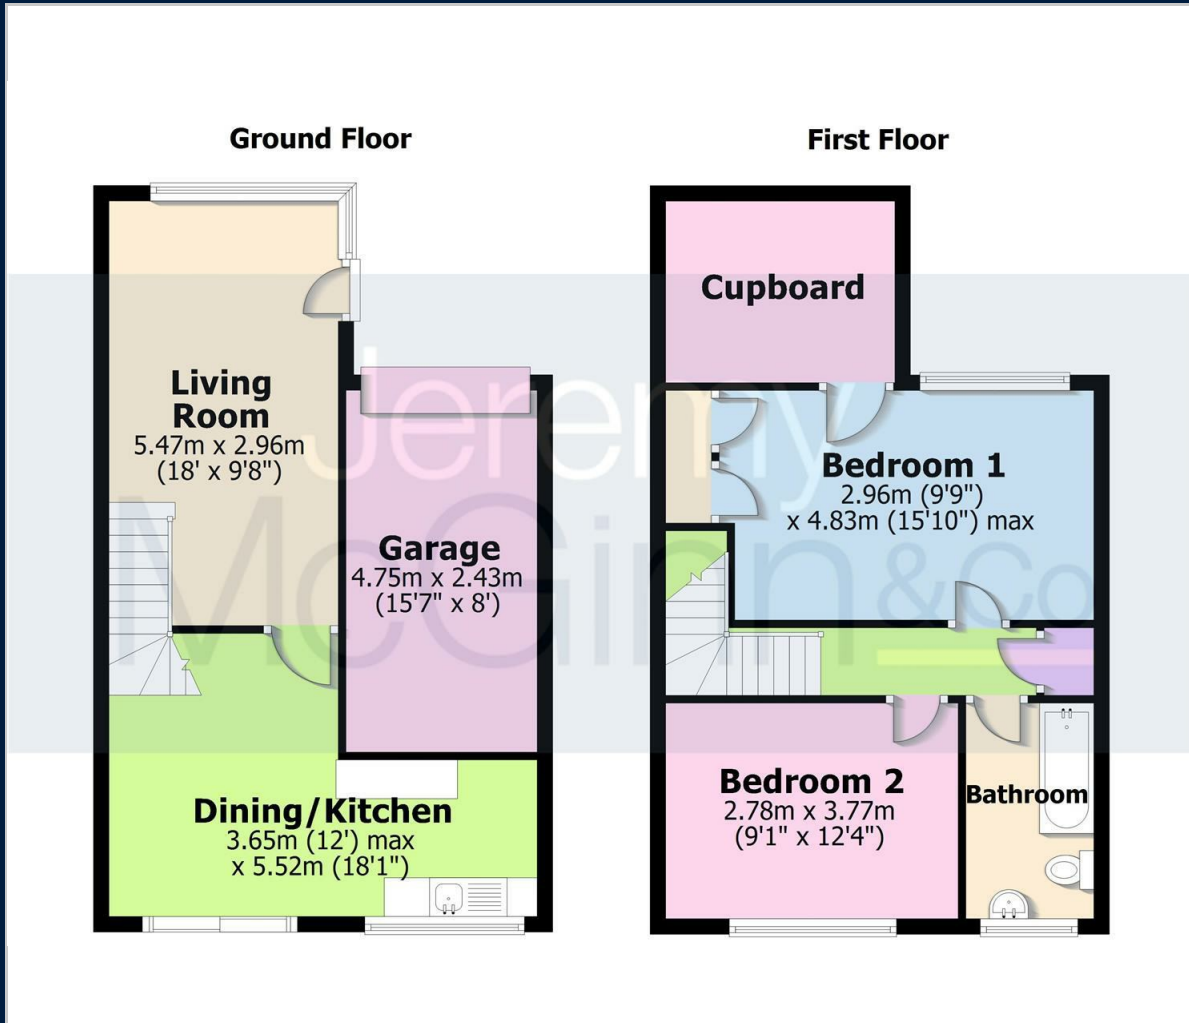 Ground Floor
First Floor
Cupboard
Living
Room
5.47m x 2.96m
(18' x 9'8")
Bedroom 1
2.96m (9'9")
x 4.83m (15'10") max
Garage
4.75m x 2.43m
(15'7" x 8')
Dining/Kitchen
3.65m (12') max
x 5.52m (18'1")
Bedroom 2
2.78m x 3.77m
(9'1" x 12'4")
Bathroom
Jeremy
McGinn &Co